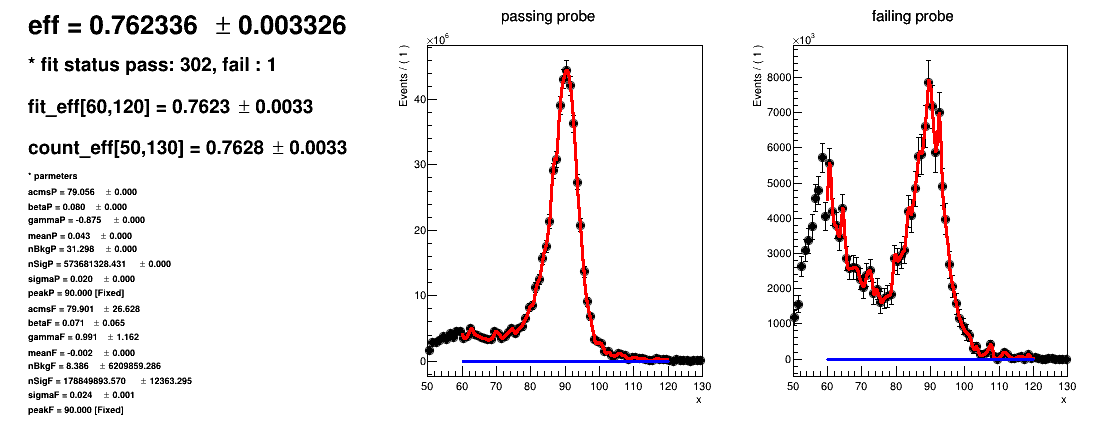 eff = 0.762336 ± 0.003326
* fit status pass: 302, fail : 1
fit_eff[60,120] = 0.7623 ± 0.0033
count_eff[50,130] = 0.7628 ± 0.0033
* parmeters
acmsP = 79.056 ± 0.000
betaP = 0.080 ± 0.000
gammaP = -0.875 ± 0.000
meanP = 0.043 ± 0.000
nBkgP = 31.298 ± 0.000
nSigP = 573681328.431 ± 0.000
sigmaP = 0.020 ± 0.000
peakP = 90.000 [Fixed]
acmsF = 79.901 ± 26.628
betaF = 0.071 ± 0.065
gammaF = 0.991 ± 1.162
meanF = -0.002 ± 0.000
nBkgF = 8.386 ± 6209859.286
nSigF = 178849893.570 ± 12363.295
sigmaF = 0.024 ± 0.001
peakF = 90.000 [Fixed]
passing probe
×10⁶
Events / ( 1 )
40
30
20
10
0
50 60 70 80 90 100 110 120 130
x
failing probe
×10³
Events / ( 1 )
8000
7000
6000
5000
4000
3000
2000
1000
0
50 60 70 80 90 100 110 120 130
x